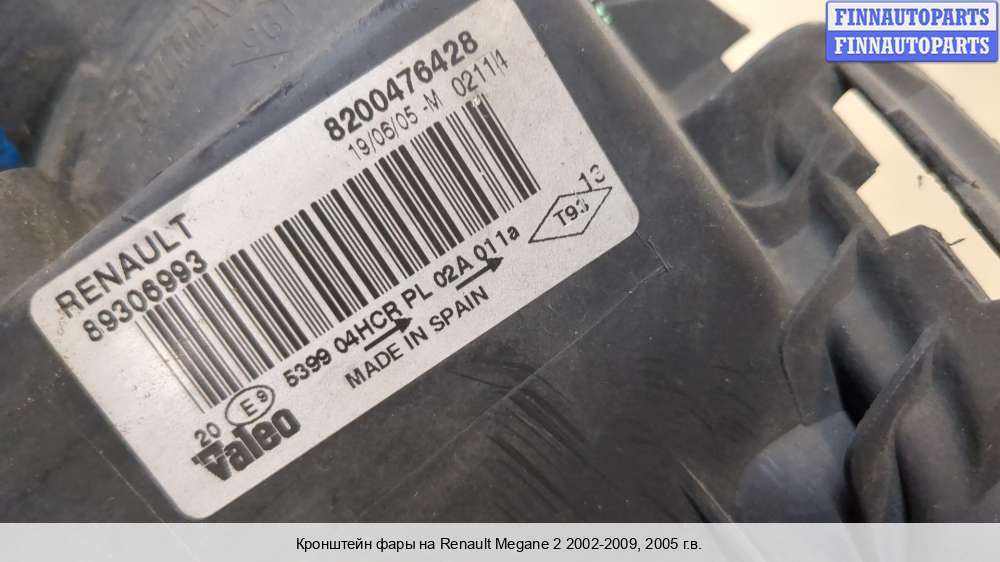 FINNAUTOPARTS
FINNAUTOPARTS
RENAULT
8200476428
89306993
19/06/05 -M 0211/4
13
T93
20 E9
5399 04HCR PL 02A 011a
MADE IN SPAIN
Valeo
Кронштейн фары на Renault Megane 2 2002-2009, 2005 г.в.